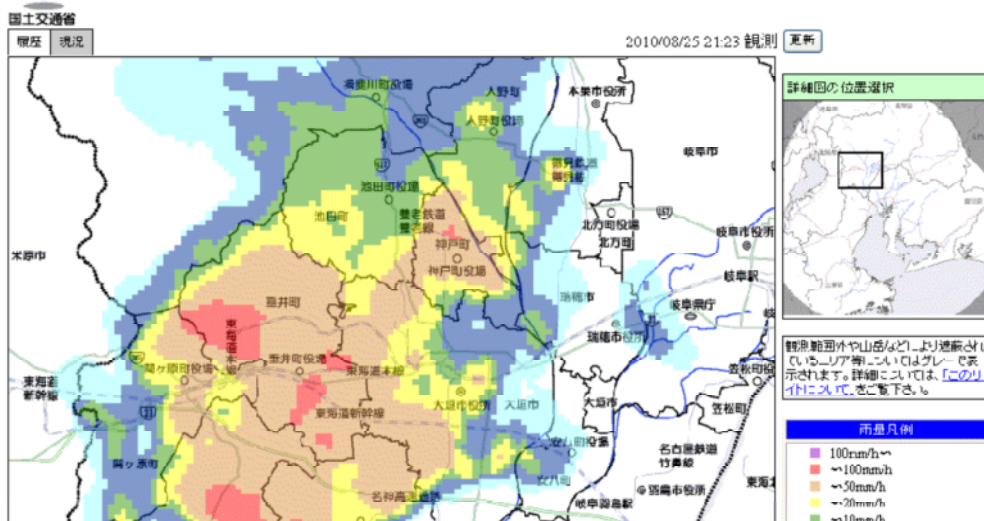 国土交通省
履歴 現況
2010/08/25 21:23 観測 更新
揖斐川町役場
大野町
本巣市役所
大野町役場
岐阜市
池田町役場
池田町
養老鉄道
養老線
北方町役場
北方町
岐阜市役所
神戸町
神戸町役場
米原市
岐阜駅
垂井町
瑞穂市
岐阜県庁
東海道本線
瑞穂市役所
関ヶ原町役場
垂井町役場
東海道本線
笠松町役
東海道
新幹線
大垣市役所
大垣市
大垣市
笠松町
東海道新幹線
安八町役場
名古屋鉄道
竹鼻線
関ヶ原町
安八町
羽島市役所
名神高速道路
岐阜羽島駅
詳細図の位置選択
観測範囲外や山岳などにより遮蔽され
ているエリア等についてはグレーで表
示されます。詳細については、「このサ
イトについて」をご覧下さい。
雨量凡例
100mm/h~
~100mm/h
~50mm/h
~20mm/h
~10mm/h